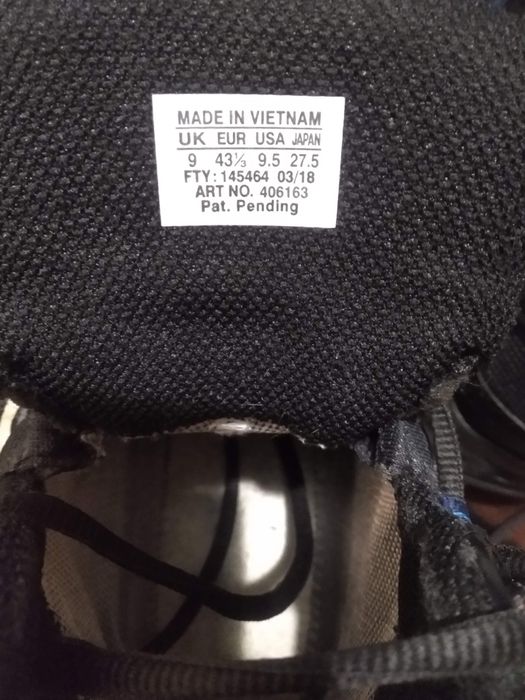 MADE IN VIETNAM
UK EUR USA JAPAN
9 43⅓ 9.5 27.5
FTY: 145464 03/18
ART NO. 406163
Pat. Pending